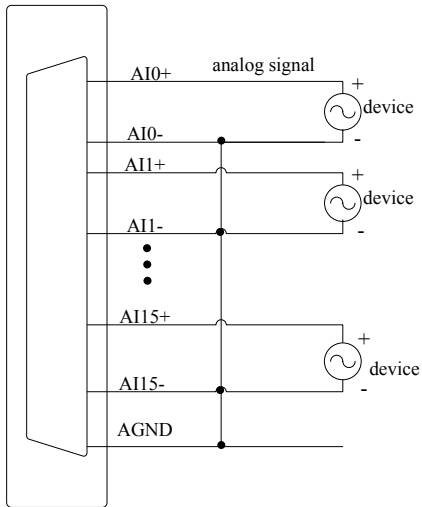 AI0+ analog signal
+
device
AI0-
-
AI1+
+
device
AI1-
-
AI15+
+
device
AI15-
-
AGND